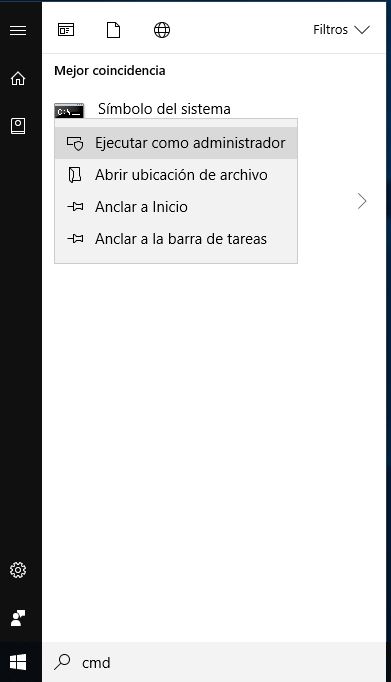 Filtros
Mejor coincidencia
Símbolo del sistema
Ejecutar como administrador
Abrir ubicación de archivo
Anclar a Inicio
Anclar a la barra de tareas
cmd